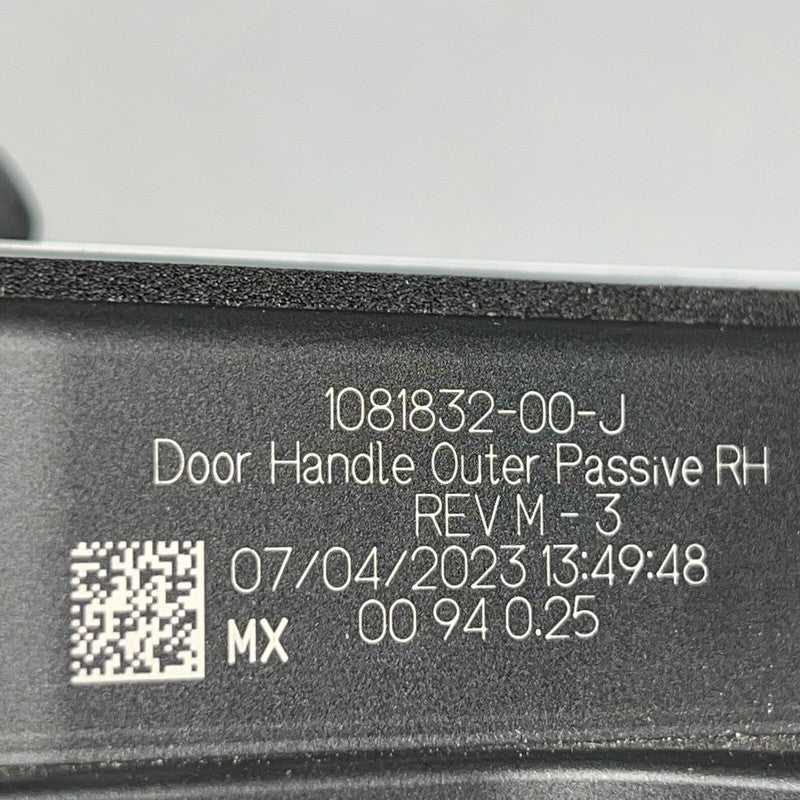 1081832-00-J
Door Handle Outer Passive RH
REV M - 3
07/04/2023 13:49:48
MX .00 94 0.25